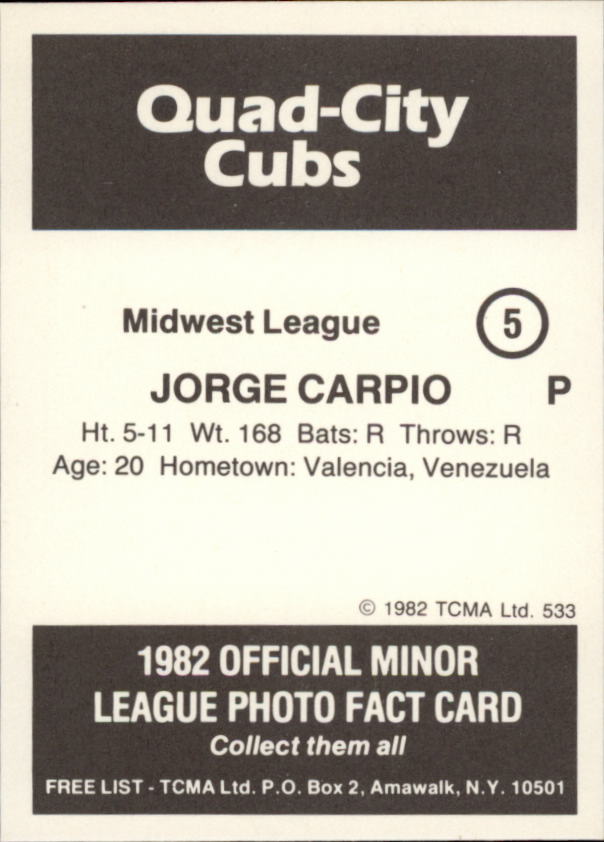 Quad-City
Cubs
Midwest League
5
JORGE CARPIO P
Ht. 5-11 Wt. 168 Bats: R Throws: R
Age: 20 Hometown: Valencia, Venezuela
© 1982 TCMA Ltd. 533
1982 OFFICIAL MINOR
LEAGUE PHOTO FACT CARD
Collect them all
FREE LIST - TCMA Ltd. P.O. Box 2, Amawalk, N.Y. 10501